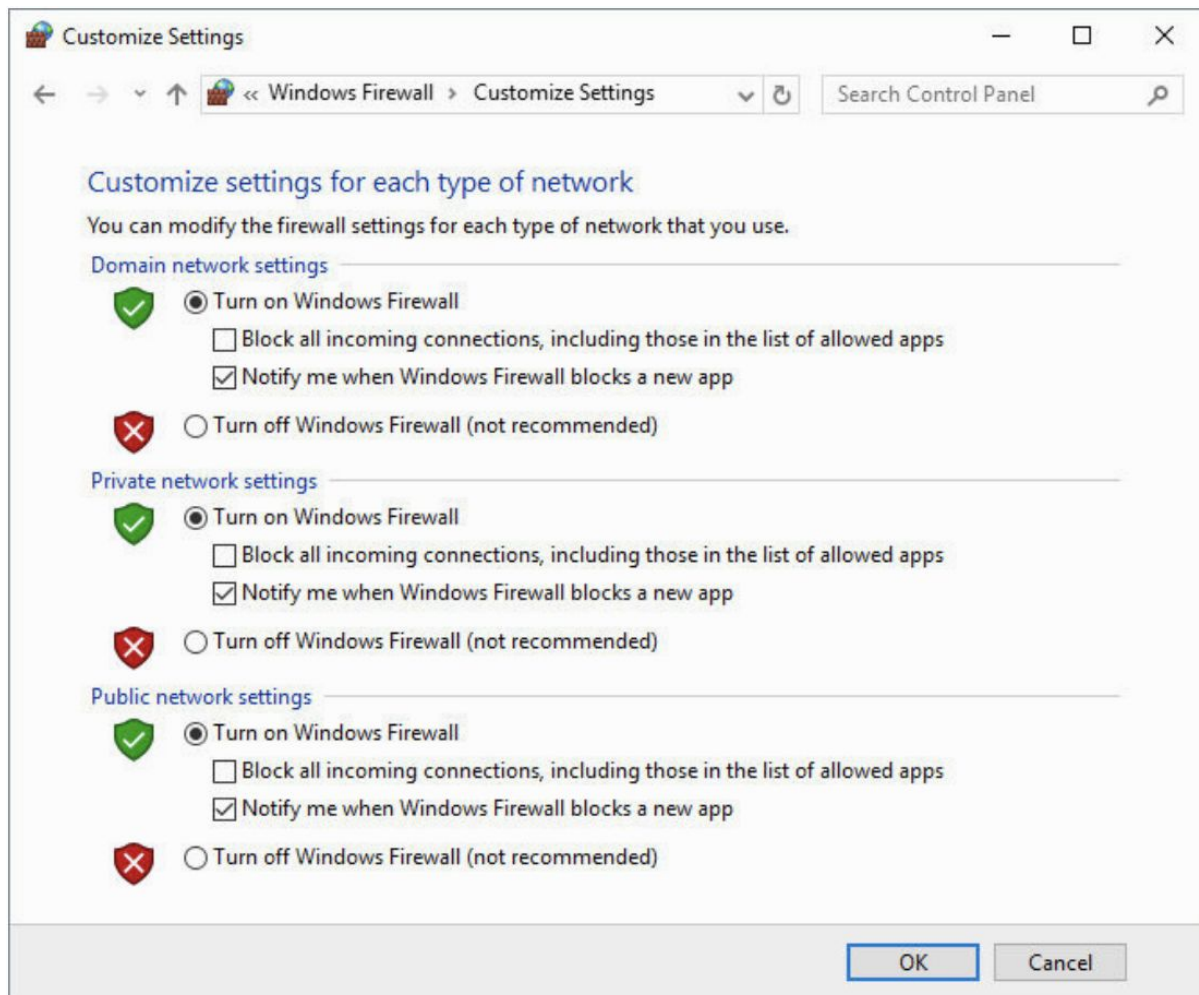 Customize Settings
« Windows Firewall › Customize Settings
Search Control Panel
Customize settings for each type of network
You can modify the firewall settings for each type of network that you use.
Domain network settings
Turn on Windows Firewall
Block all incoming connections, including those in the list of allowed apps
Notify me when Windows Firewall blocks a new app
Turn off Windows Firewall (not recommended)
Private network settings
Turn on Windows Firewall
Block all incoming connections, including those in the list of allowed apps
Notify me when Windows Firewall blocks a new app
Turn off Windows Firewall (not recommended)
Public network settings
Turn on Windows Firewall
Block all incoming connections, including those in the list of allowed apps
Notify me when Windows Firewall blocks a new app
Turn off Windows Firewall (not recommended)
OK Cancel